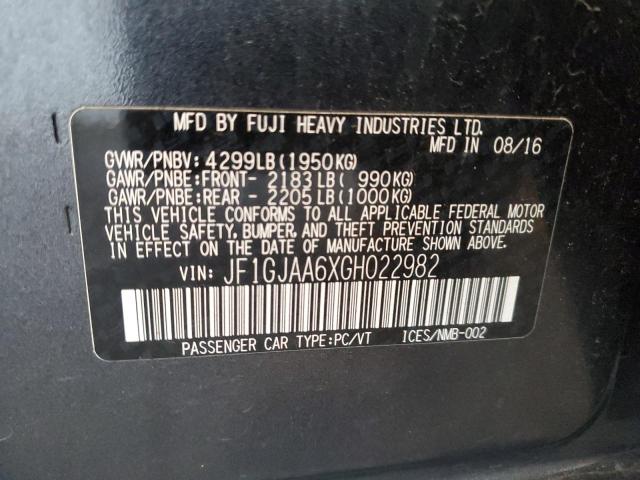 MFD BY FUJI HEAVY INDUSTRIES LTD.
MFD IN 08/16
GVWR/PNBV: 4299LB(1950KG)
GAWR/PNBE:FRONT- 2183LB( 990KG)
GAWR/PNBE:REAR - 2205LB(1000KG)
THIS VEHICLE CONFORMS TO ALL APPLICABLE FEDERAL MOTOR
VEHICLE SAFETY, BUMPER, AND THEFT PREVENTION STANDARDS
IN EFFECT ON THE DATE OF MANUFACTURE SHOWN ABOVE.
VIN: JF1GJAA6XGH022982
PASSENGER CAR TYPE:PC/VT ICES/NMB-002